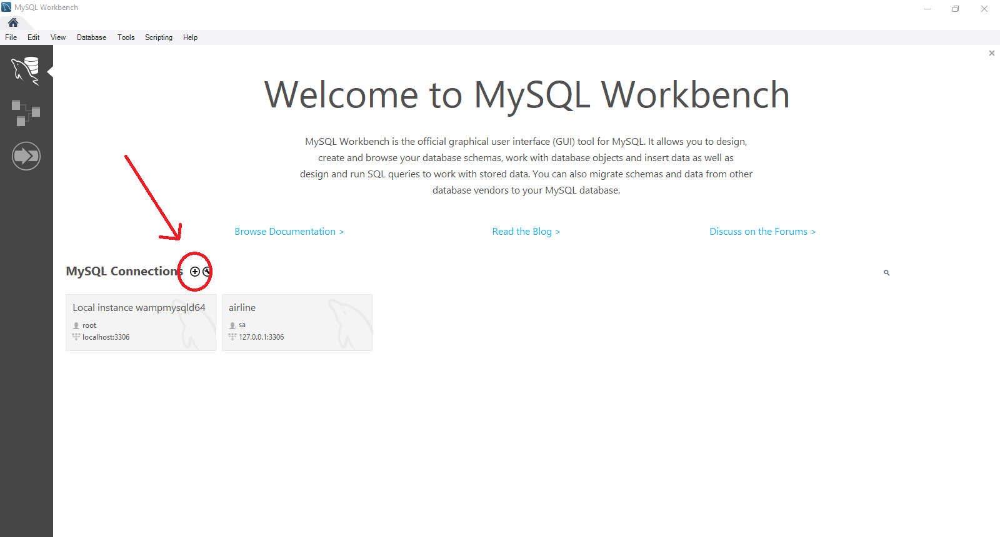 MySQL Workbench
File Edit View Database Tools Scripting Help
Welcome to MySQL Workbench
MySQL Workbench is the official graphical user interface (GUI) tool for MySQL. It allows you to design,
create and browse your database schemas, work with database objects and insert data as well as
design and run SQL queries to work with stored data. You can also migrate schemas and data from other
database vendors to your MySQL database.
Browse Documentation > Read the Blog > Discuss on the Forums >
MySQL Connections
Local instance wampmysqld64
root
localhost:3306
airline
sa
127.0.0.1:3306